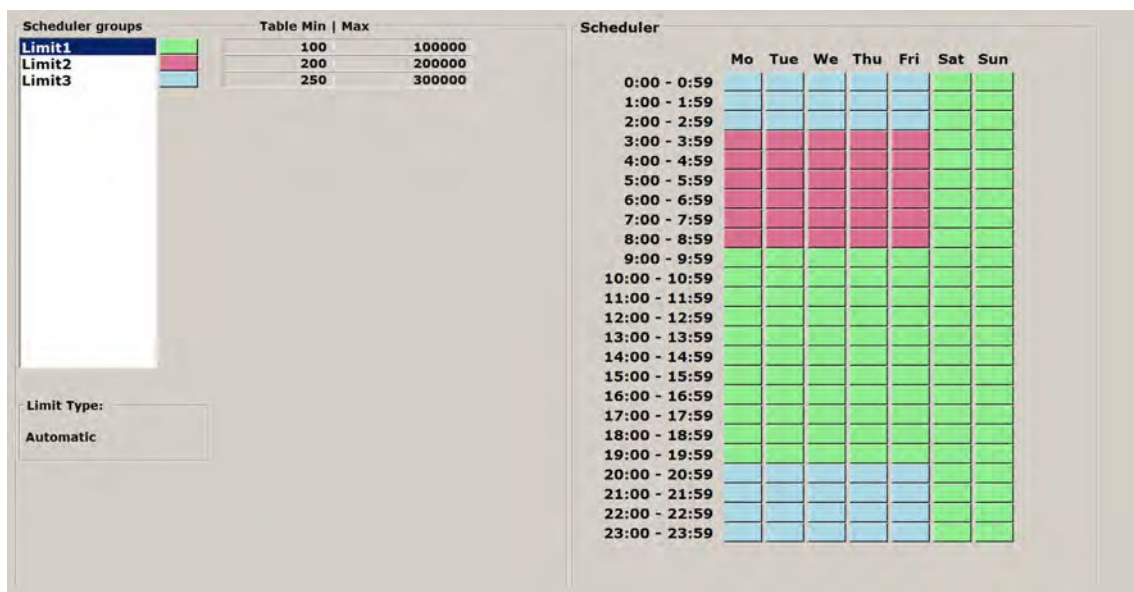 Scheduler groups
Table Min | Max
Limit1
100 100000
Limit2
200 200000
Limit3
250 300000
Limit Type:
Automatic
Scheduler
Mo Tue We Thu Fri Sat Sun
0:00 - 0:59
1:00 - 1:59
2:00 - 2:59
3:00 - 3:59
4:00 - 4:59
5:00 - 5:59
6:00 - 6:59
7:00 - 7:59
8:00 - 8:59
9:00 - 9:59
10:00 - 10:59
11:00 - 11:59
12:00 - 12:59
13:00 - 13:59
14:00 - 14:59
15:00 - 15:59
16:00 - 16:59
17:00 - 17:59
18:00 - 18:59
19:00 - 19:59
20:00 - 20:59
21:00 - 21:59
22:00 - 22:59
23:00 - 23:59